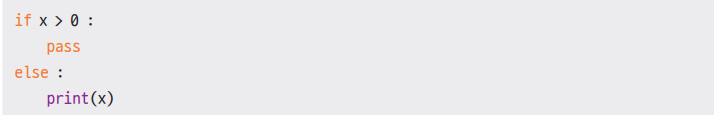 if x > 0 :
    pass
else :
    print(x)